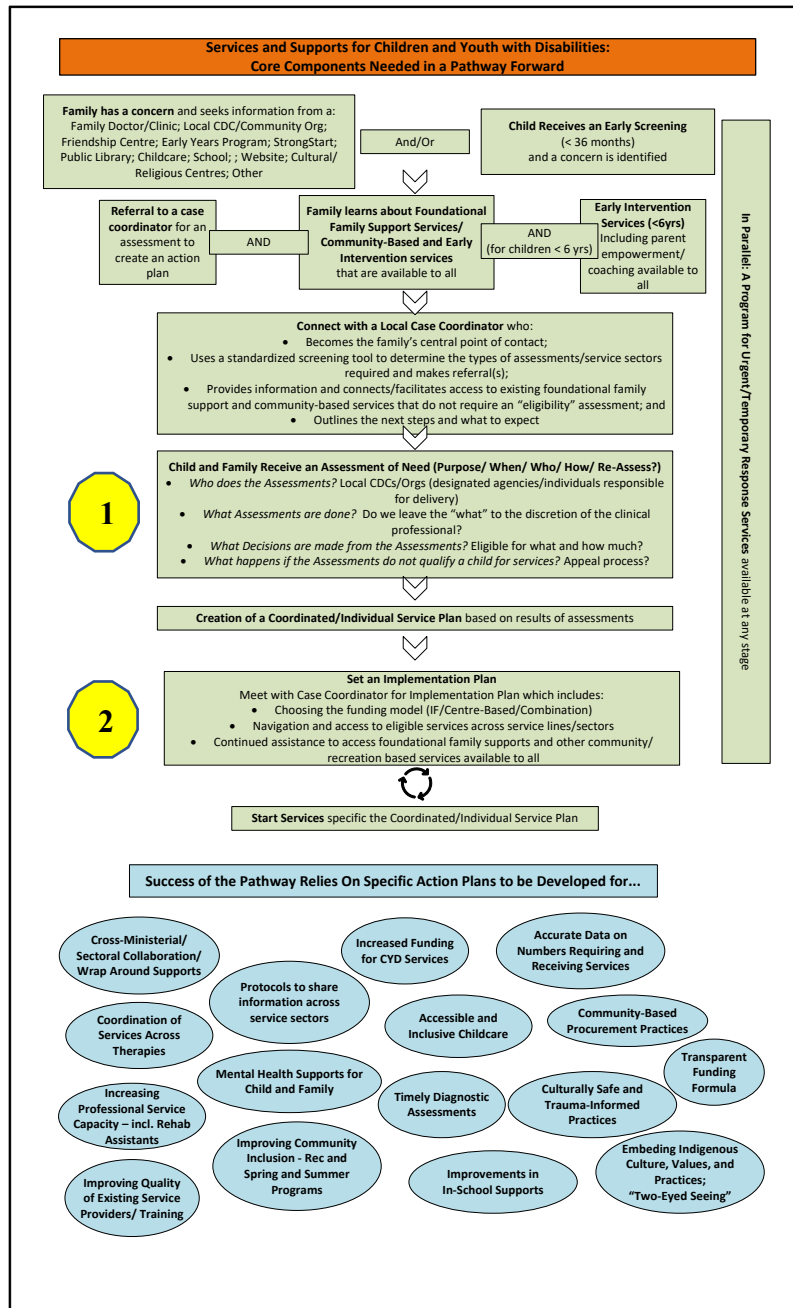 Services and Supports for Children and Youth with Disabilities:
Core Components Needed in a Pathway Forward
Family has a concern and seeks information from a:
Family Doctor/Clinic; Local CDC/Community Org;
Friendship Centre; Early Years Program; StrongStart;
Public Library; Childcare; School; ; Website; Cultural/
Religious Centres; Other
And/Or
Child Receives an Early Screening
(< 36 months)
and a concern is identified
Referral to a case
coordinator for an
assessment to
create an action
plan
AND
Family learns about Foundational
Family Support Services/
Community-Based and Early
Intervention services
that are available to all
AND
(for children < 6 yrs)
Early Intervention
Services (<6yrs)
Including parent
empowerment/
coaching available to
all
In Parallel: A Program for Urgent/Temporary Response Services available at any stage
Connect with a Local Case Coordinator who:
• Becomes the family's central point of contact;
• Uses a standardized screening tool to determine the types of assessments/service sectors
required and makes referral(s);
• Provides information and connects/facilitates access to existing foundational family
support and community-based services that do not require an "eligibility" assessment; and
• Outlines the next steps and what to expect
1
Child and Family Receive an Assessment of Need (Purpose/ When/ Who/ How/ Re-Assess?)
• Who does the Assessments? Local CDCs/Orgs (designated agencies/individuals responsible
for delivery)
• What Assessments are done? Do we leave the "what" to the discretion of the clinical
professional?
• What Decisions are made from the Assessments? Eligible for what and how much?
• What happens if the Assessments do not qualify a child for services? Appeal process?
Creation of a Coordinated/Individual Service Plan based on results of assessments
2
Set an Implementation Plan
Meet with Case Coordinator for Implementation Plan which includes:
• Choosing the funding model (IF/Centre-Based/Combination)
• Navigation and access to eligible services across service lines/sectors
• Continued assistance to access foundational family supports and other community/
recreation based services available to all
Start Services specific the Coordinated/Individual Service Plan
Success of the Pathway Relies On Specific Action Plans to be Developed for...
Cross-Ministerial/
Sectoral Collaboration/
Wrap Around Supports
Increased Funding
for CYD Services
Accurate Data on
Numbers Requiring and
Receiving Services
Protocols to share
information across
service sectors
Coordination of
Services Across
Therapies
Accessible and
Inclusive Childcare
Community-Based
Procurement Practices
Mental Health Supports for
Child and Family
Transparent
Funding
Formula
Increasing
Professional Service
Capacity – incl. Rehab
Assistants
Timely Diagnostic
Assessments
Culturally Safe and
Trauma-Informed
Practices
Improving Community
Inclusion - Rec and
Spring and Summer
Programs
Embeding Indigenous
Culture, Values, and
Practices;
"Two-Eyed Seeing"
Improving Quality
of Existing Service
Providers/ Training
Improvements in
In-School Supports